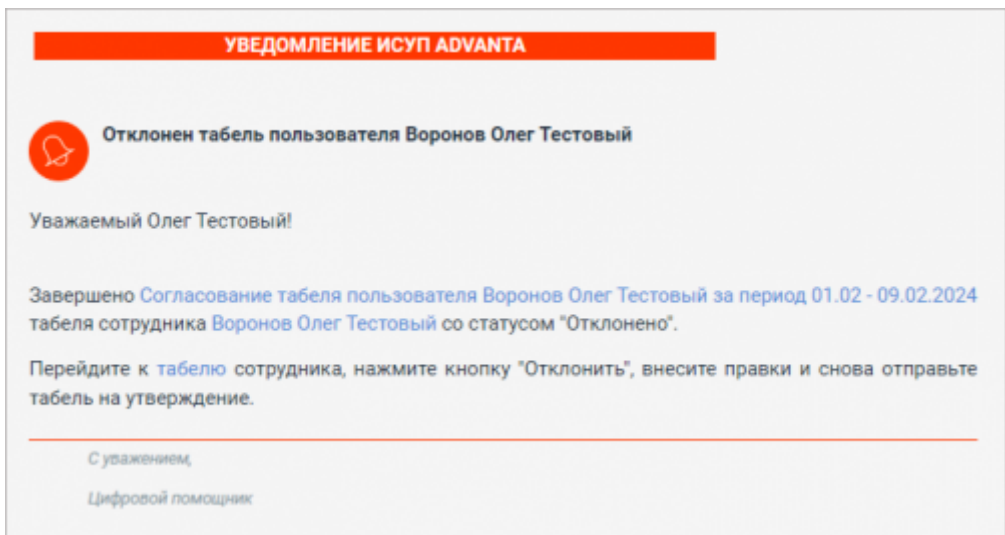 УВЕДОМЛЕНИЕ ИСУП ADVANTA
Отклонен табель пользователя Воронов Олег Тестовый
Уважаемый Олег Тестовый!
Завершено Согласование табеля пользователя Воронов Олег Тестовый за период 01.02 - 09.02.2024
табеля сотрудника Воронов Олег Тестовый со статусом "Отклонено".
Перейдите к табелю сотрудника, нажмите кнопку "Отклонить", внесите правки и снова отправьте
табель на утверждение.
С уважением,
Цифровой помощник